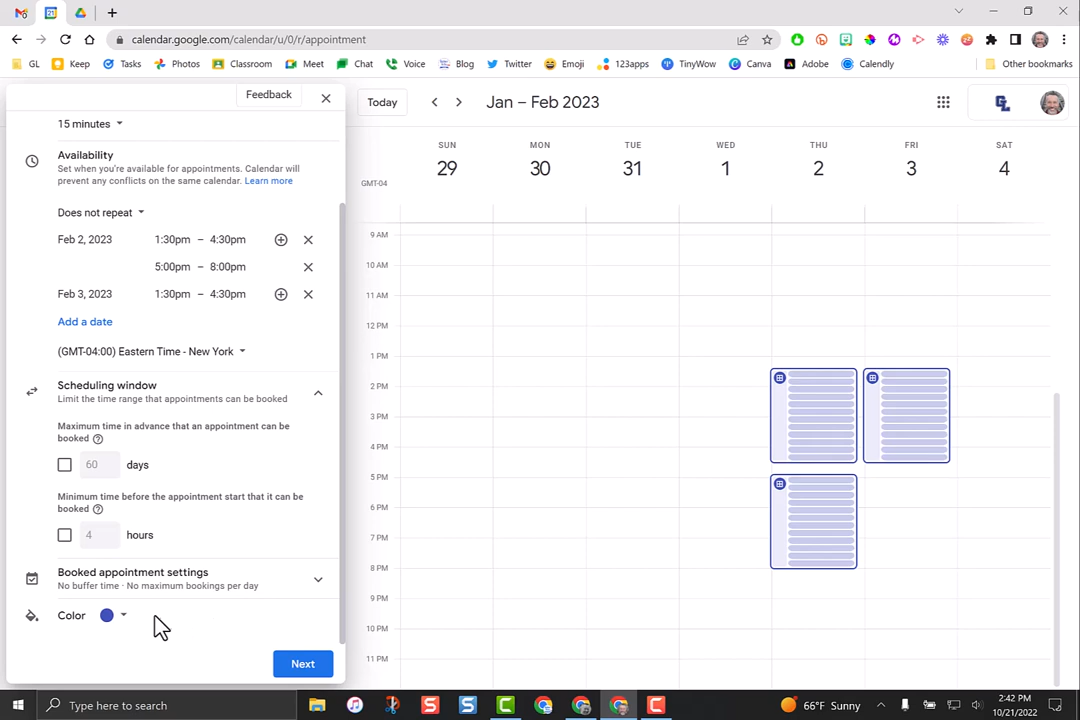 calendar.google.com/calendar/u/0/r/appointment
GL Keep Tasks Photos Classroom Meet Chat Voice Blog Twitter Emoji 123apps TinyWow Canva Adobe Calendly Other bookmarks
Feedback
15 minutes
Availability
Set when you're available for appointments. Calendar will
prevent any conflicts on the same calendar. Learn more
Does not repeat
Feb 2, 2023 1:30pm – 4:30pm
5:00pm – 8:00pm
Feb 3, 2023 1:30pm – 4:30pm
Add a date
(GMT-04:00) Eastern Time - New York
Scheduling window
Limit the time range that appointments can be booked
Maximum time in advance that an appointment can be
booked
60 days
Minimum time before the appointment start that it can be
booked
4 hours
Booked appointment settings
No buffer time · No maximum bookings per day
Color
Next
Today Jan – Feb 2023
GL
SUN MON TUE WED THU FRI SAT
29 30 31 1 2 3 4
GMT-04
9 AM
10 AM
11 AM
12 PM
1 PM
2 PM
3 PM
4 PM
5 PM
6 PM
7 PM
8 PM
9 PM
10 PM
11 PM
Type here to search
66°F Sunny
2:42 PM
10/21/2022